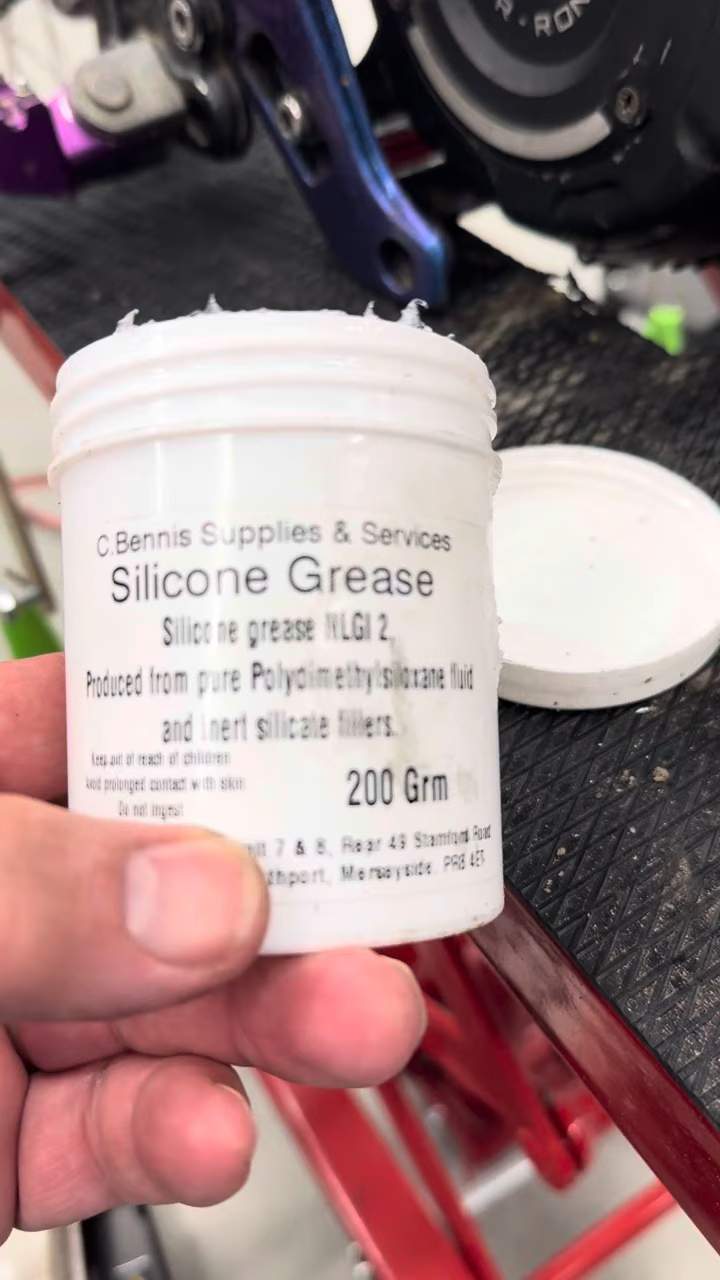 R·RON
C.Bennis Supplies & Services
Silicone Grease
Silicone grease NLGI 2,
Produced from pure Polydimethylsiloxane fluid
and inert silicate fillers.
Keep out of reach of children
Avoid prolonged contact with skin
Do not ingest
200 Grm
7 & 8, Rear 49 Stamford Road
thport, Merseyside.